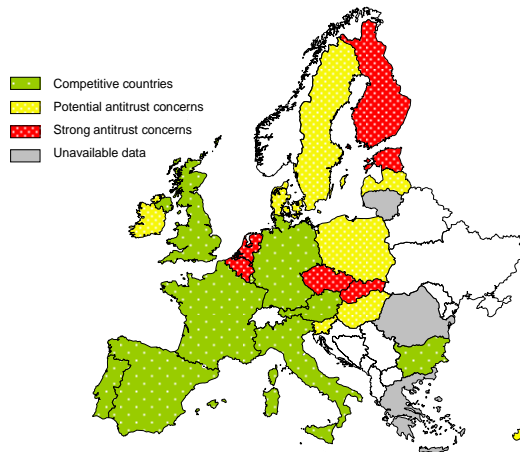 Competitive countries
Potential antitrust concerns
Strong antitrust concerns
Unavailable data